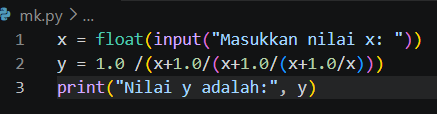 mk.py > ...
1 x = float(input("Masukkan nilai x: "))
2 y = 1.0 /(x+1.0/(x+1.0/(x+1.0/x)))
3 print("Nilai y adalah:", y)